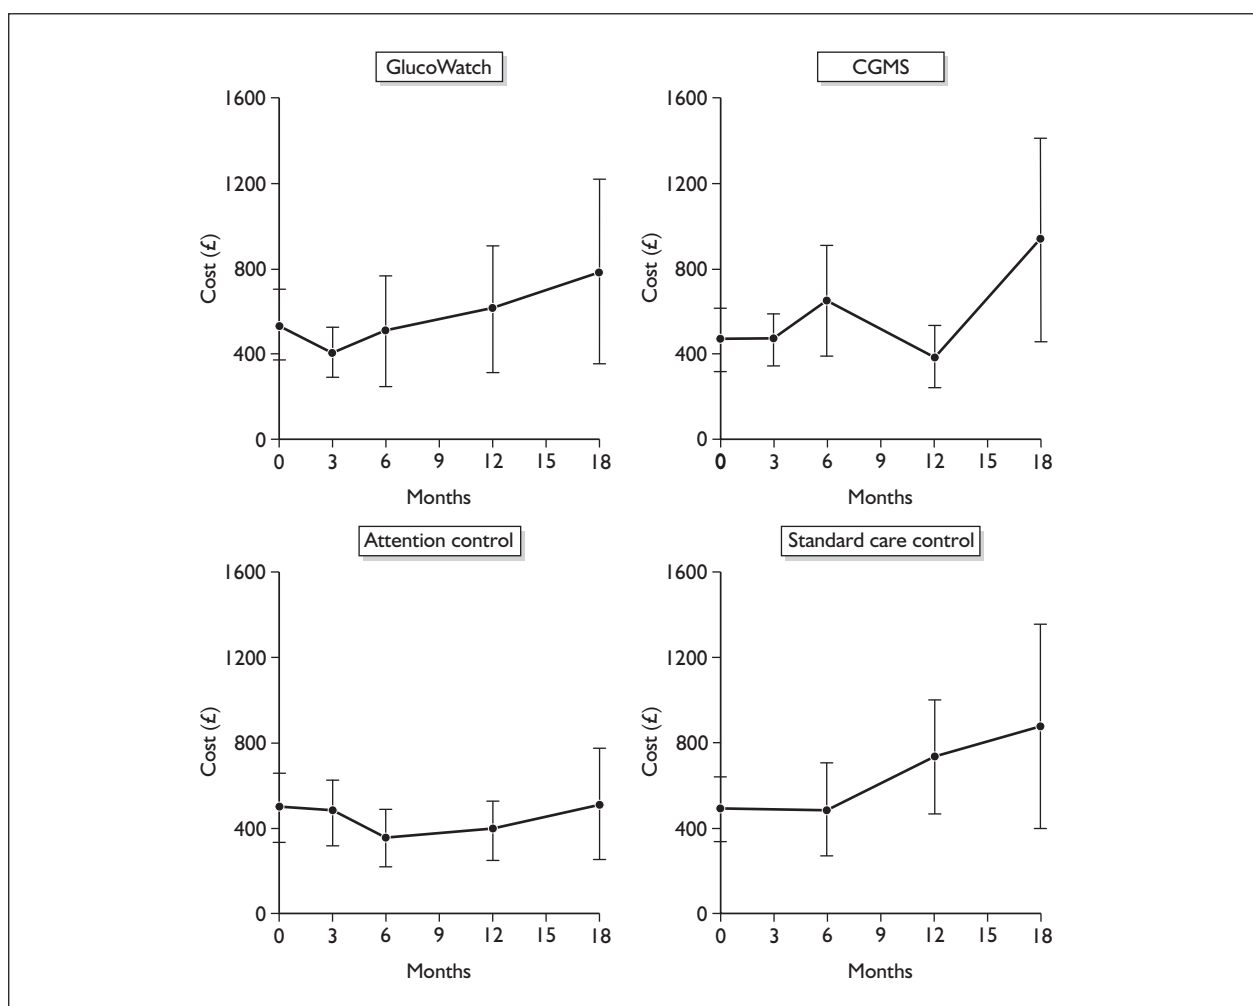 GlucoWatch
1600
1200
800
400
0
Cost (£)
0 3 6 9 12 15 18
Months
CGMS
1600
1200
800
400
0
Cost (£)
0 3 6 9 12 15 18
Months
Attention control
1600
1200
800
400
0
Cost (£)
0 3 6 9 12 15 18
Months
Standard care control
1600
1200
800
400
0
Cost (£)
0 3 6 9 12 15 18
Months